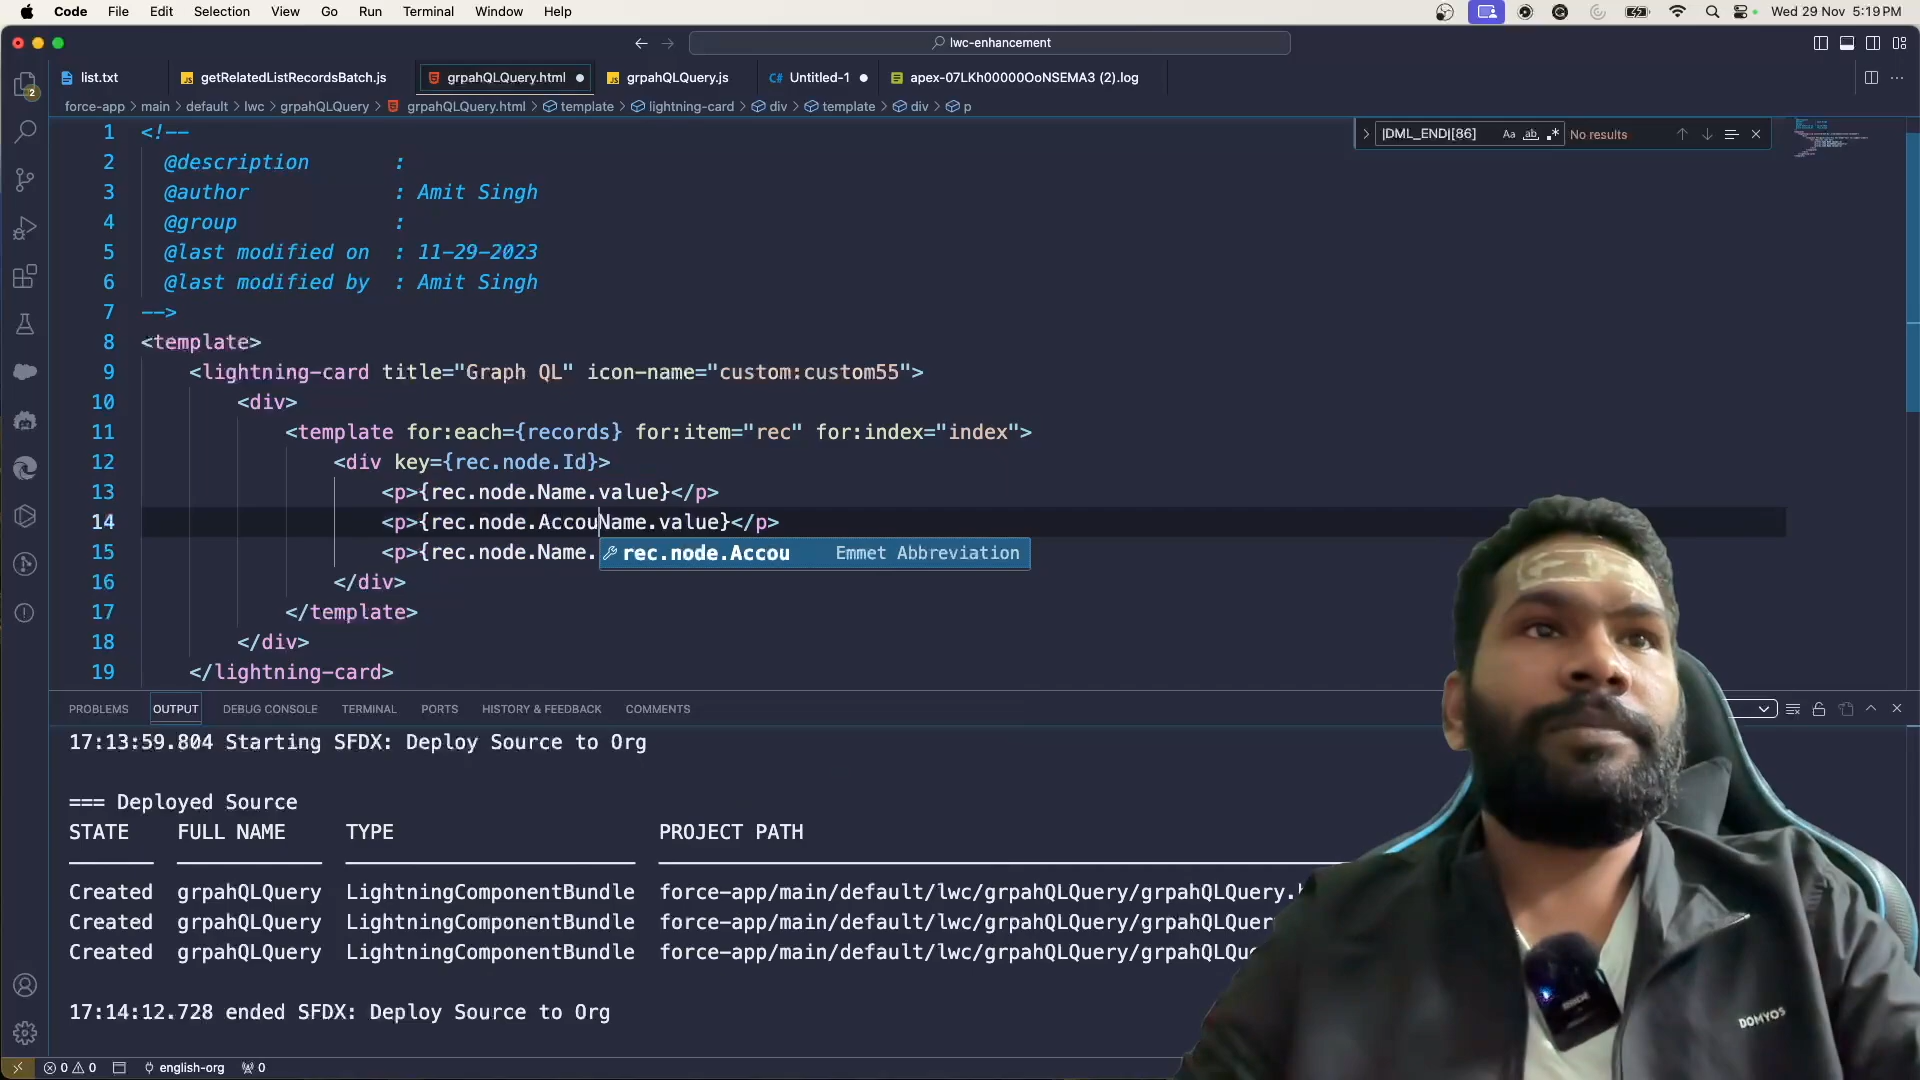 Code File Edit Selection View Go Run Terminal Window Help
Wed 29 Nov 5:19 PM
lwc-enhancement
list.txt
getRelatedListRecordsBatch.js
grpahQLQuery.html
grpahQLQuery.js
Untitled-1
apex-07LKh00000OoNSEMA3 (2).log
force-app > main > default > lwc > grpahQLQuery > grpahQLQuery.html > template > lightning-card > div > template > div > p
|DML_END|[86]
No results
2
1 <!--
2 @description :
3 @author : Amit Singh
4 @group :
5 @last modified on : 11-29-2023
6 @last modified by : Amit Singh
7 -->
8 <template>
9 <lightning-card title="Graph QL" icon-name="custom:custom55">
10 <div>
11 <template for:each={records} for:item="rec" for:index="index">
12 <div key={rec.node.Id}>
13 <p>{rec.node.Name.value}</p>
14 <p>{rec.node.AccouName.value}</p>
15 <p>{rec.node.Name.
rec.node.Accou Emmet Abbreviation
16 </div>
17 </template>
18 </div>
19 </lightning-card>
PROBLEMS OUTPUT DEBUG CONSOLE TERMINAL PORTS HISTORY & FEEDBACK COMMENTS
17:13:59.804 Starting SFDX: Deploy Source to Org
=== Deployed Source
STATE FULL NAME TYPE PROJECT PATH
Created grpahQLQuery LightningComponentBundle force-app/main/default/lwc/grpahQLQuery/grpahQLQuery.
Created grpahQLQuery LightningComponentBundle force-app/main/default/lwc/grpahQLQuery/grpahQLQue
Created grpahQLQuery LightningComponentBundle force-app/main/default/lwc/grpahQLQuery/grpahQLQu
17:14:12.728 ended SFDX: Deploy Source to Org
DOMYOS
0 0 english-org 0